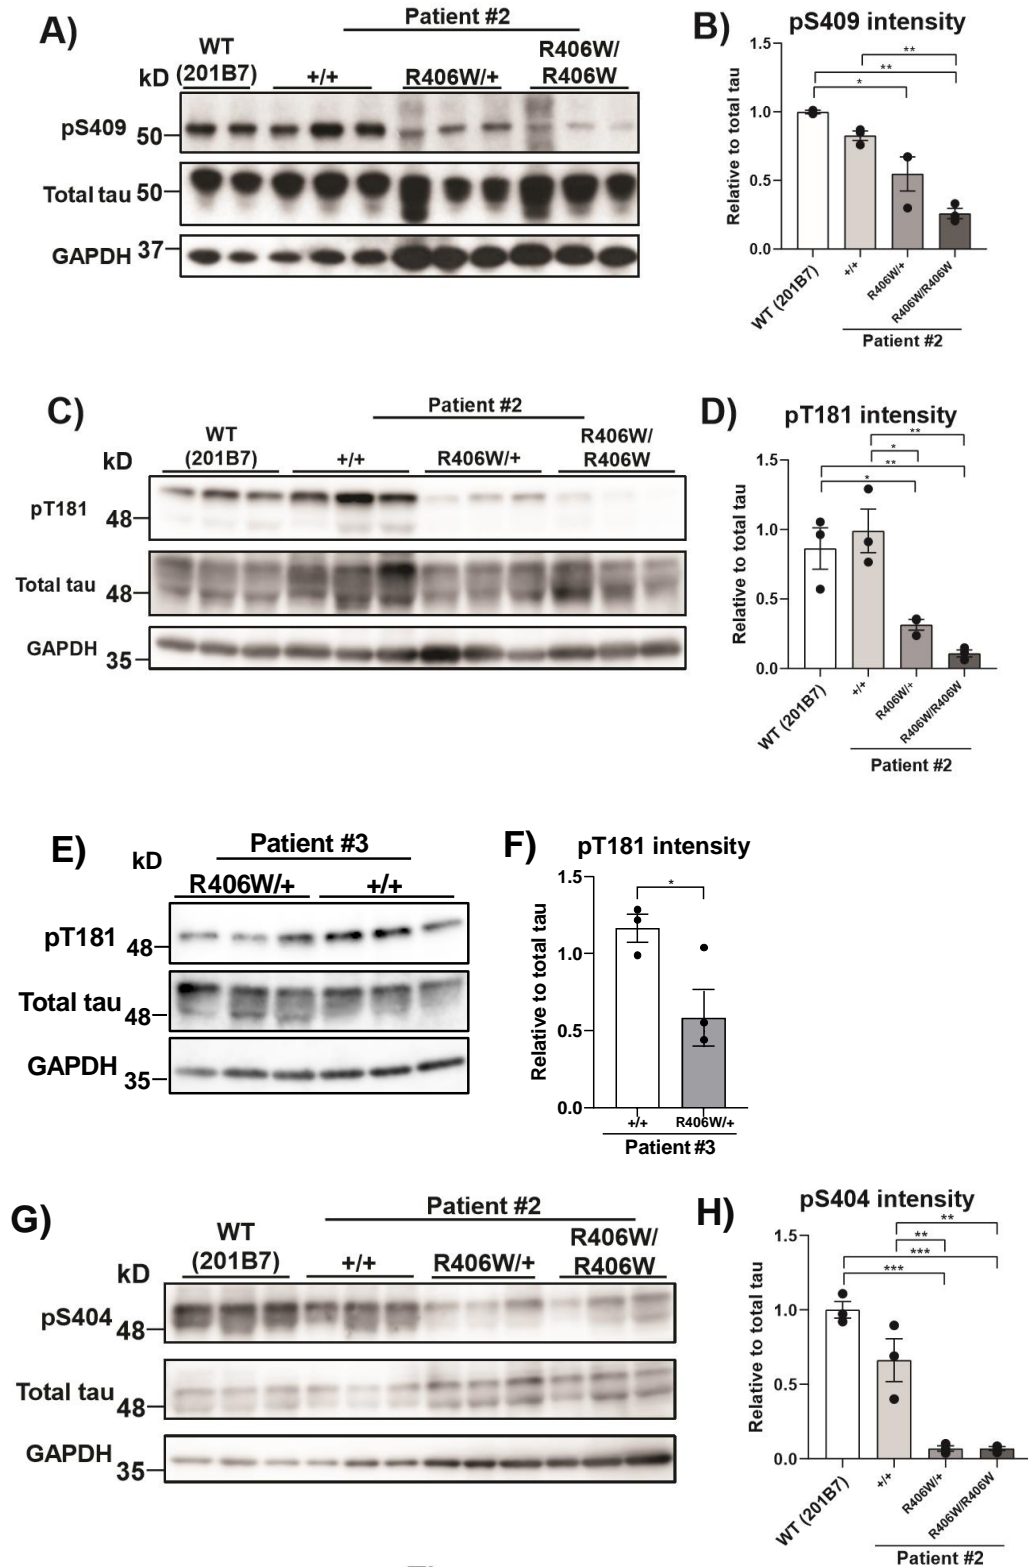 A)
Patient #2
WT
(201B7)
+/+
R406W/+
R406W/
R406W
kD
pS409
50
Total tau
50
GAPDH
37
B)
pS409 intensity
**
**
*
Relative to total tau
1.5
1.0
0.5
0.0
WT (201B7)
+/+
R406W/+
R406W/R406W
Patient #2
C)
Patient #2
WT
(201B7)
+/+
R406W/+
R406W/
R406W
kD
pT181
48
Total tau
48
GAPDH
35
D)
pT181 intensity
**
*
**
*
Relative to total tau
1.5
1.0
0.5
0.0
WT (201B7)
+/+
R406W/+
R406W/R406W
Patient #2
E)
Patient #3
kD
R406W/+
+/+
pT181
48
Total tau
48
GAPDH
35
F)
pT181 intensity
*
Relative to total tau
1.5
1.0
0.5
0.0
+/+
R406W/+
Patient #3
G)
Patient #2
WT
(201B7)
+/+
R406W/+
R406W/
R406W
kD
pS404
48
Total tau
48
GAPDH
35
H)
pS404 intensity
**
**
***
***
Relative to total tau
1.5
1.0
0.5
0.0
WT (201B7)
+/+
R406W/+
R406W/R406W
Patient #2